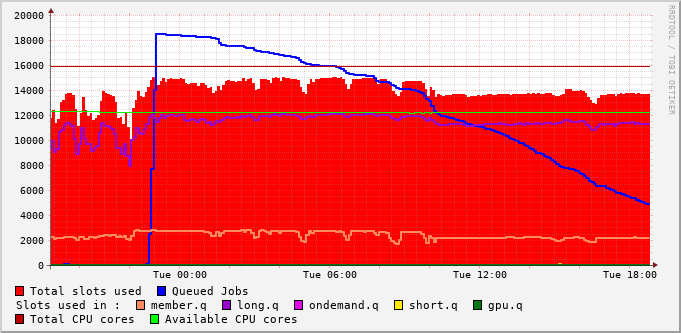 20000
18000
16000
14000
12000
10000
8000
6000
4000
2000
0
Tue 00:00 Tue 06:00 Tue 12:00 Tue 18:00
RRDTOOL / TOBI OETIKER
Total slots used Queued Jobs
Slots used in : member.q long.q ondemand.q short.q gpu.q
Total CPU cores Available CPU cores